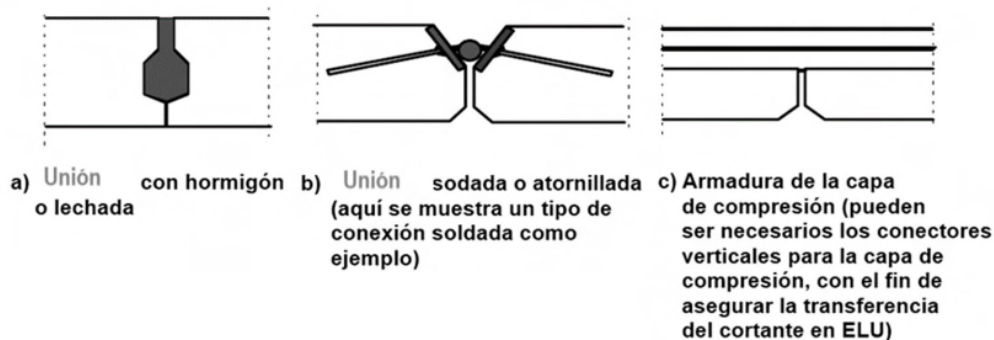 a) Unión con hormigón
o lechada
b) Unión sodada o atornillada
(aquí se muestra un tipo de
conexión soldada como
ejemplo)
c) Armadura de la capa
de compresión (pueden
ser necesarios los conectores
verticales para la capa de
compresión, con el fin de
asegurar la transferencia
del cortante en ELU)